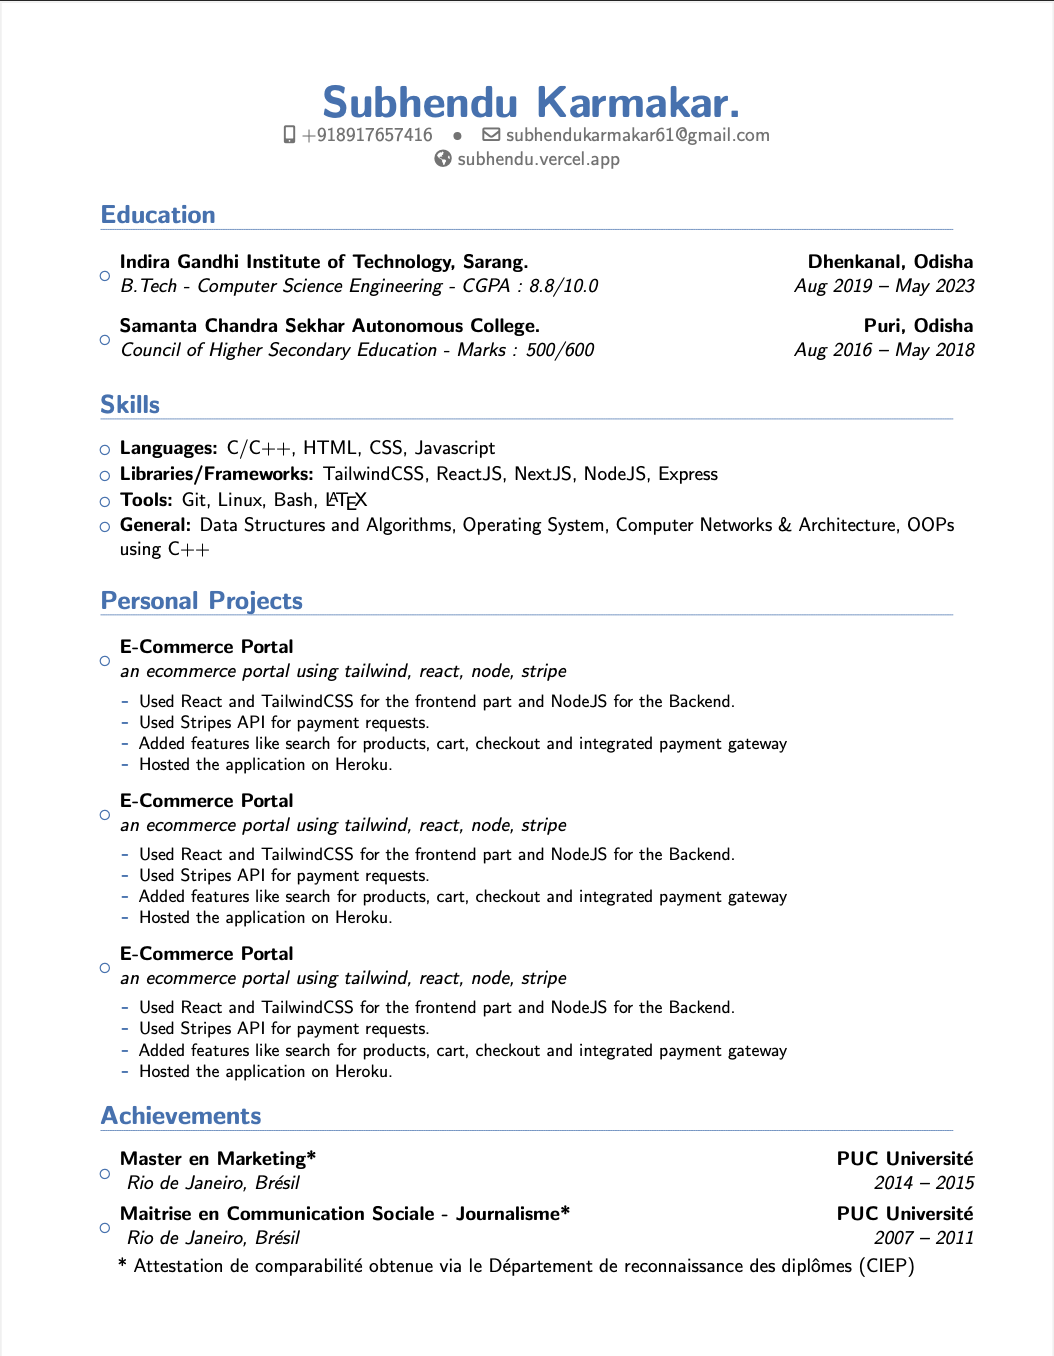 Subhendu Karmakar.
+918917657416 ● subhendukarmakar61@gmail.com
subhendu.vercel.app
Education
Indira Gandhi Institute of Technology, Sarang. Dhenkanal, Odisha
B.Tech - Computer Science Engineering - CGPA : 8.8/10.0 Aug 2019 – May 2023
Samanta Chandra Sekhar Autonomous College. Puri, Odisha
Council of Higher Secondary Education - Marks : 500/600 Aug 2016 – May 2018
Skills
Languages: C/C++, HTML, CSS, Javascript
Libraries/Frameworks: TailwindCSS, ReactJS, NextJS, NodeJS, Express
Tools: Git, Linux, Bash, LATEX
General: Data Structures and Algorithms, Operating System, Computer Networks & Architecture, OOPs
using C++
Personal Projects
E-Commerce Portal
an ecommerce portal using tailwind, react, node, stripe
- Used React and TailwindCSS for the frontend part and NodeJS for the Backend.
- Used Stripes API for payment requests.
- Added features like search for products, cart, checkout and integrated payment gateway
- Hosted the application on Heroku.
E-Commerce Portal
an ecommerce portal using tailwind, react, node, stripe
- Used React and TailwindCSS for the frontend part and NodeJS for the Backend.
- Used Stripes API for payment requests.
- Added features like search for products, cart, checkout and integrated payment gateway
- Hosted the application on Heroku.
E-Commerce Portal
an ecommerce portal using tailwind, react, node, stripe
- Used React and TailwindCSS for the frontend part and NodeJS for the Backend.
- Used Stripes API for payment requests.
- Added features like search for products, cart, checkout and integrated payment gateway
- Hosted the application on Heroku.
Achievements
Master en Marketing* PUC Université
Rio de Janeiro, Brésil 2014 – 2015
Maitrise en Communication Sociale - Journalisme* PUC Université
Rio de Janeiro, Brésil 2007 – 2011
* Attestation de comparabilité obtenue via le Département de reconnaissance des diplômes (CIEP)